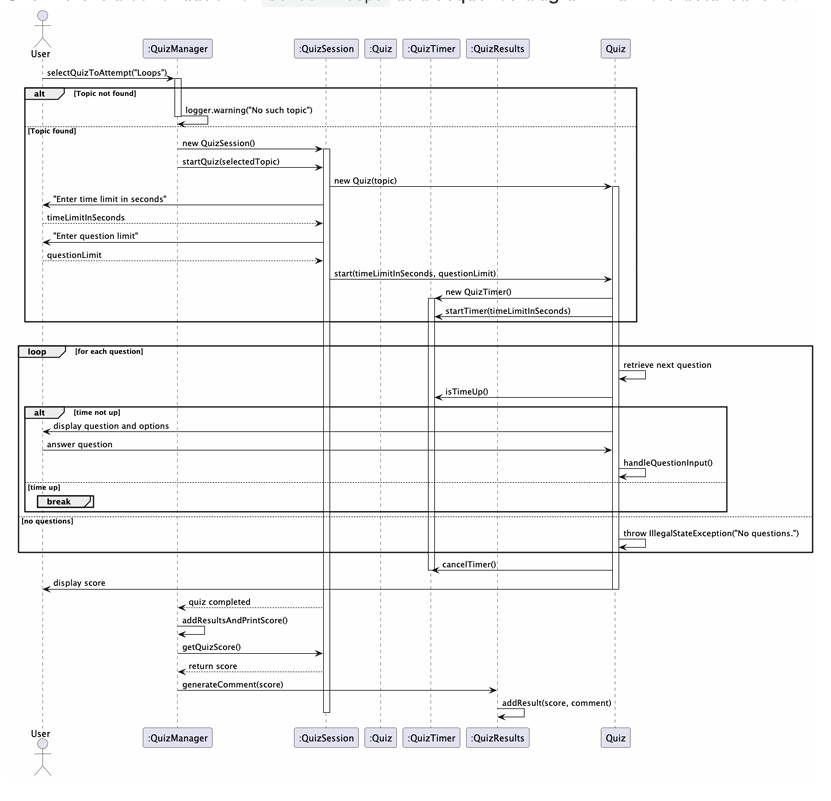 User
:QuizManager :QuizSession :Quiz :QuizTimer :QuizResults Quiz
selectQuizToAttempt("Loops")
alt [Topic not found]
logger.warning("No such topic")
[Topic found]
new QuizSession()
startQuiz(selectedTopic)
new Quiz(topic)
"Enter time limit in seconds"
timeLimitInSeconds
"Enter question limit"
questionLimit
start(timeLimitInSeconds, questionLimit)
new QuizTimer()
startTimer(timeLimitInSeconds)
loop [for each question]
retrieve next question
isTimeUp()
alt [time not up]
display question and options
answer question
handleQuestionInput()
[time up]
break
[no questions]
throw IllegalStateException("No questions.")
cancelTimer()
display score
quiz completed
addResultsAndPrintScore()
getQuizScore()
return score
generateComment(score)
addResult(score, comment)
User
:QuizManager :QuizSession :Quiz :QuizTimer :QuizResults Quiz